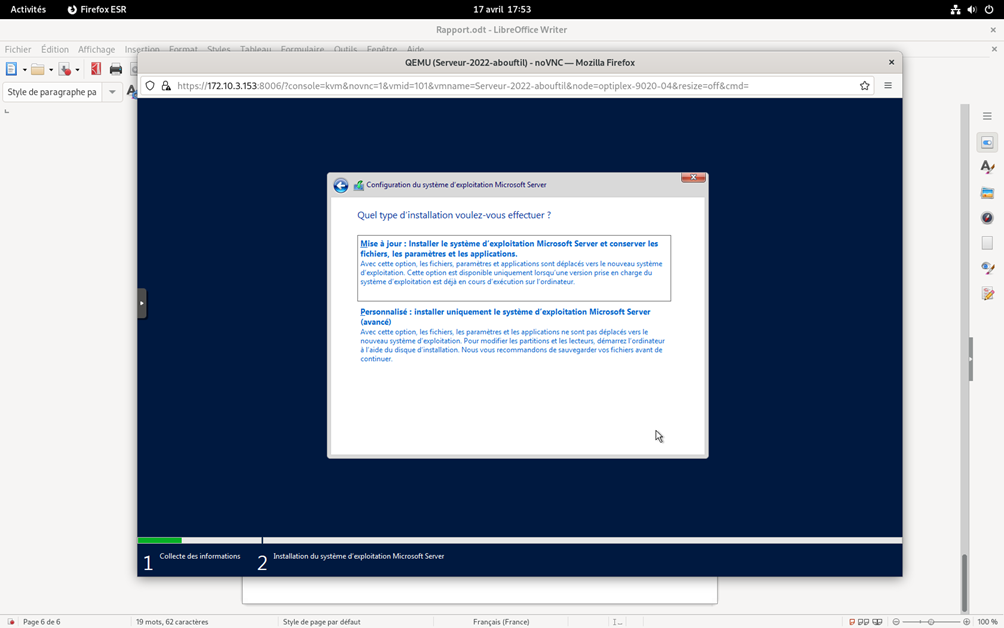 Activités
Firefox ESR
17 avril 17:53
Rapport.odt - LibreOffice Writer
Fichier Édition Affichage Insertion Format Styles Tableau Formulaire Outils Fenêtre Aide
QEMU (Serveur-2022-abouftil) - noVNC — Mozilla Firefox
https://172.10.3.153:8006/?console=kvm&novnc=1&vmid=101&vmname=Serveur-2022-abouftil&node=optiplex-9020-04&resize=off&cmd=
Style de paragraphe pa
Configuration du système d'exploitation Microsoft Server
Quel type d'installation voulez-vous effectuer ?
Mise à jour : Installer le système d'exploitation Microsoft Server et conserver les
fichiers, les paramètres et les applications.
Avec cette option, les fichiers, paramètres et applications sont déplacés vers le nouveau système
d'exploitation. Cette option est disponible uniquement lorsqu'une version prise en charge du
système d'exploitation est déjà en cours d'exécution sur l'ordinateur.
Personnalisé : installer uniquement le système d'exploitation Microsoft Server
(avancé)
Avec cette option, les fichiers, les paramètres et les applications ne sont pas déplacés vers le
nouveau système d'exploitation. Pour modifier les partitions et les lecteurs, démarrez l'ordinateur
à l'aide du disque d'installation. Nous vous recommandons de sauvegarder vos fichiers avant de
continuer.
1 Collecte des informations
2 Installation du système d'exploitation Microsoft Server
Page 6 de 6
19 mots, 62 caractères
Style de page par défaut
Français (France)
100 %